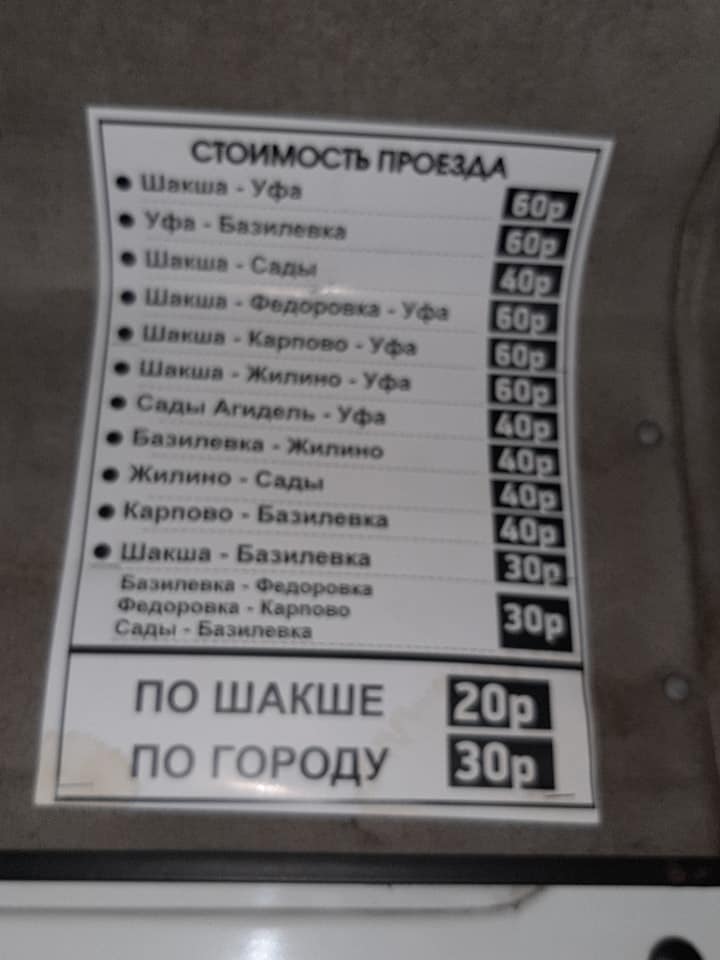 СТОИМОСТЬ ПРОЕЗДА
• Шакша - Уфа 60р
• Уфа - Базилевка 60р
• Шакша - Сады 40р
• Шакша - Федоровка - Уфа 60р
• Шакша - Карпово - Уфа 60р
• Шакша - Жилино - Уфа 60р
• Сады Агидель - Уфа 40р
• Базилевка - Жилино 40р
• Жилино - Сады 40р
• Карпово - Базилевка 40р
• Шакша - Базилевка 30р
Базилевка - Федоровка
Федоровка - Карпово 30р
Сады - Базилевка
ПО ШАКШЕ 20р
ПО ГОРОДУ 30р